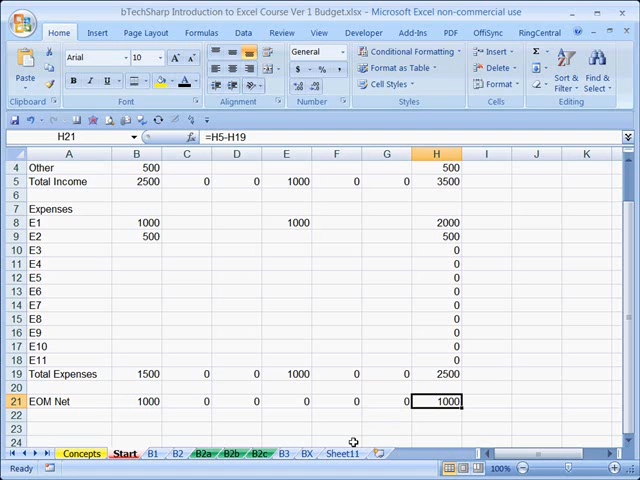 bTechSharp Introduction to Excel Course Ver 1 Budget.xlsx - Microsoft Excel non-commercial use
Home Insert Page Layout Formulas Data Review View Developer Add-Ins PDF OffiSync RingCentral
Paste
Arial 10
B I U
General
$ % ,
Conditional Formatting
Format as Table
Cell Styles
Insert
Delete
Format
Σ
Sort & Filter
Find & Select
Clipboard Font Alignment Number Styles Cells Editing
H21 fx =H5-H19
A B C D E F G H I J K
4 Other 500 500
5 Total Income 2500 0 0 1000 0 0 3500
6
7 Expenses
8 E1 1000 1000 2000
9 E2 500 500
10 E3 0
11 E4 0
12 E5 0
13 E6 0
14 E7 0
15 E8 0
16 E9 0
17 E10 0
18 E11 0
19 Total Expenses 1500 0 0 1000 0 0 2500
20
21 EOM Net 1000 0 0 0 0 0 1000
22
23
24
Concepts Start B1 B2 B2a B2b B2c B3 BX Sheet11
Ready 100%